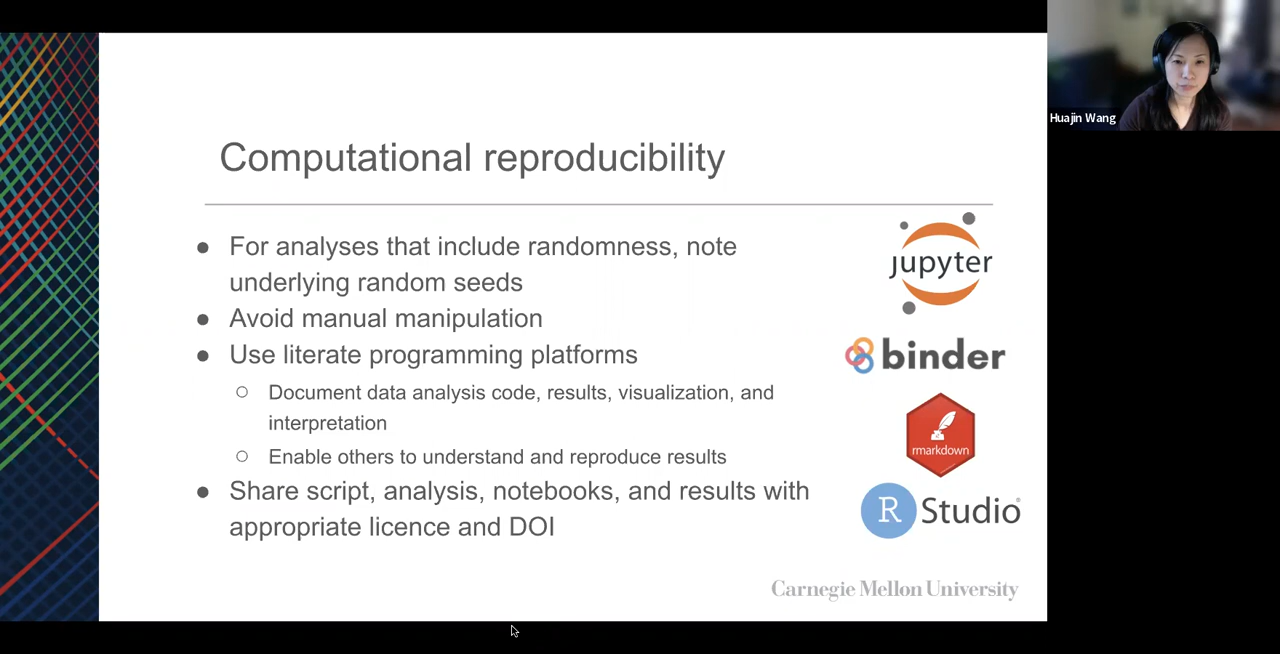 Huajin Wang
Computational reproducibility
● For analyses that include randomness, note
underlying random seeds
● Avoid manual manipulation
● Use literate programming platforms
○ Document data analysis code, results, visualization, and
interpretation
○ Enable others to understand and reproduce results
● Share script, analysis, notebooks, and results with
appropriate licence and DOI
jupyter
binder
rmarkdown
R Studio®
Carnegie Mellon University